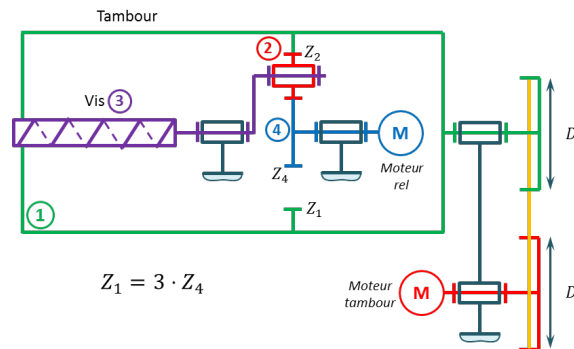 Tambour
2
Z₂
Vis 3
D
4
M
Moteur
rel
Z₄
Z₁
1
Z₁ = 3 · Z₄
Moteur
tambour
M
D